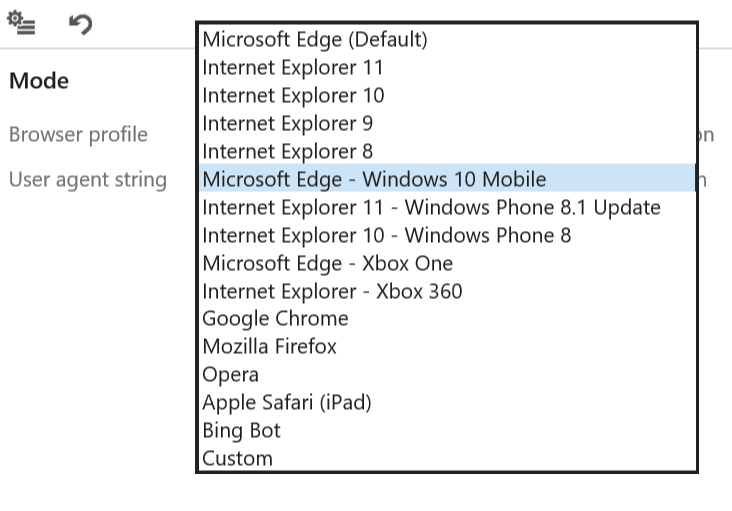 Mode
Browser profile
User agent string
Microsoft Edge (Default)
Internet Explorer 11
Internet Explorer 10
Internet Explorer 9
Internet Explorer 8
Microsoft Edge - Windows 10 Mobile
Internet Explorer 11 - Windows Phone 8.1 Update
Internet Explorer 10 - Windows Phone 8
Microsoft Edge - Xbox One
Internet Explorer - Xbox 360
Google Chrome
Mozilla Firefox
Opera
Apple Safari (iPad)
Bing Bot
Custom